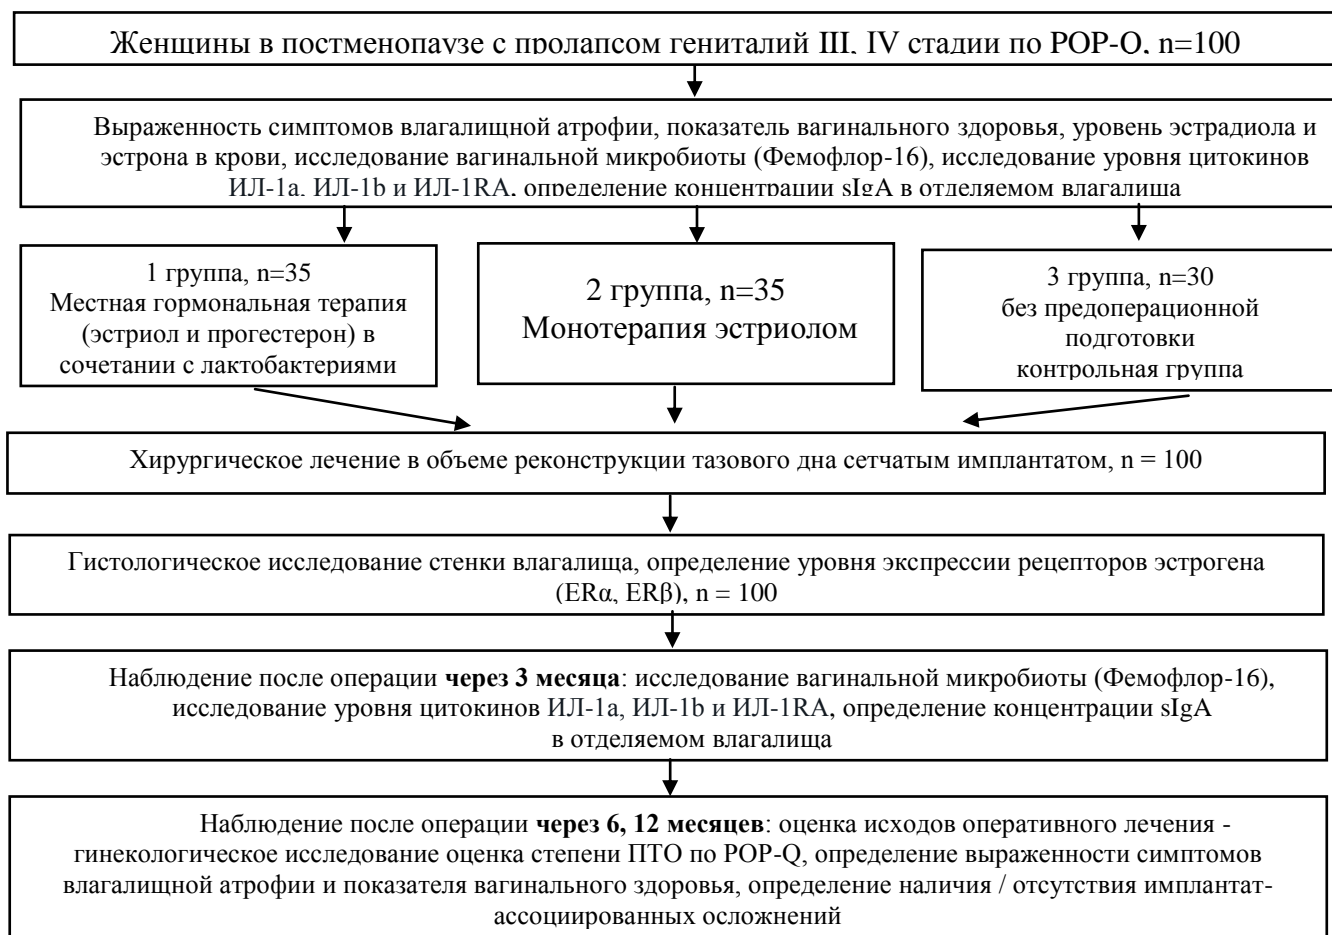 Женщины в постменопаузе с пролапсом гениталий III, IV стадии по POP-Q, n=100
Выраженность симптомов влагалищной атрофии, показатель вагинального здоровья, уровень эстрадиола и
эстрона в крови, исследование вагинальной микробиоты (Фемофлор-16), исследование уровня цитокинов
ИЛ-1a, ИЛ-1b и ИЛ-1RA, определение концентрации sIgA в отделяемом влагалища
1 группа, n=35
Местная гормональная терапия
(эстриол и прогестерон) в
сочетании с лактобактериями
2 группа, n=35
Монотерапия эстриолом
3 группа, n=30
без предоперационной
подготовки
контрольная группа
Хирургическое лечение в объеме реконструкции тазового дна сетчатым имплантатом, n = 100
Гистологическое исследование стенки влагалища, определение уровня экспрессии рецепторов эстрогена
(ERα, ERβ), n = 100
Наблюдение после операции через 3 месяца: исследование вагинальной микробиоты (Фемофлор-16),
исследование уровня цитокинов ИЛ-1a, ИЛ-1b и ИЛ-1RA, определение концентрации sIgA
в отделяемом влагалища
Наблюдение после операции через 6, 12 месяцев: оценка исходов оперативного лечения -
гинекологическое исследование оценка степени ПТО по POP-Q, определение выраженности симптомов
влагалищной атрофии и показателя вагинального здоровья, определение наличия / отсутствия имплантат-
ассоциированных осложнений